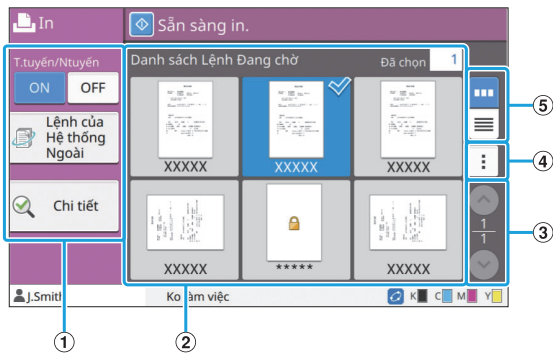 In
Sẵn sàng in.
T.tuyến/Ntuyến
ON OFF
Lệnh của
Hệ thống
Ngoài
Chi tiết
Danh sách Lệnh Đang chờ
Đã chọn 1
XXXXX XXXXX XXXXX
XXXXX ***** XXXXX
1
1
J.Smith
Ko làm việc
K C M Y
5
4
3
1 2